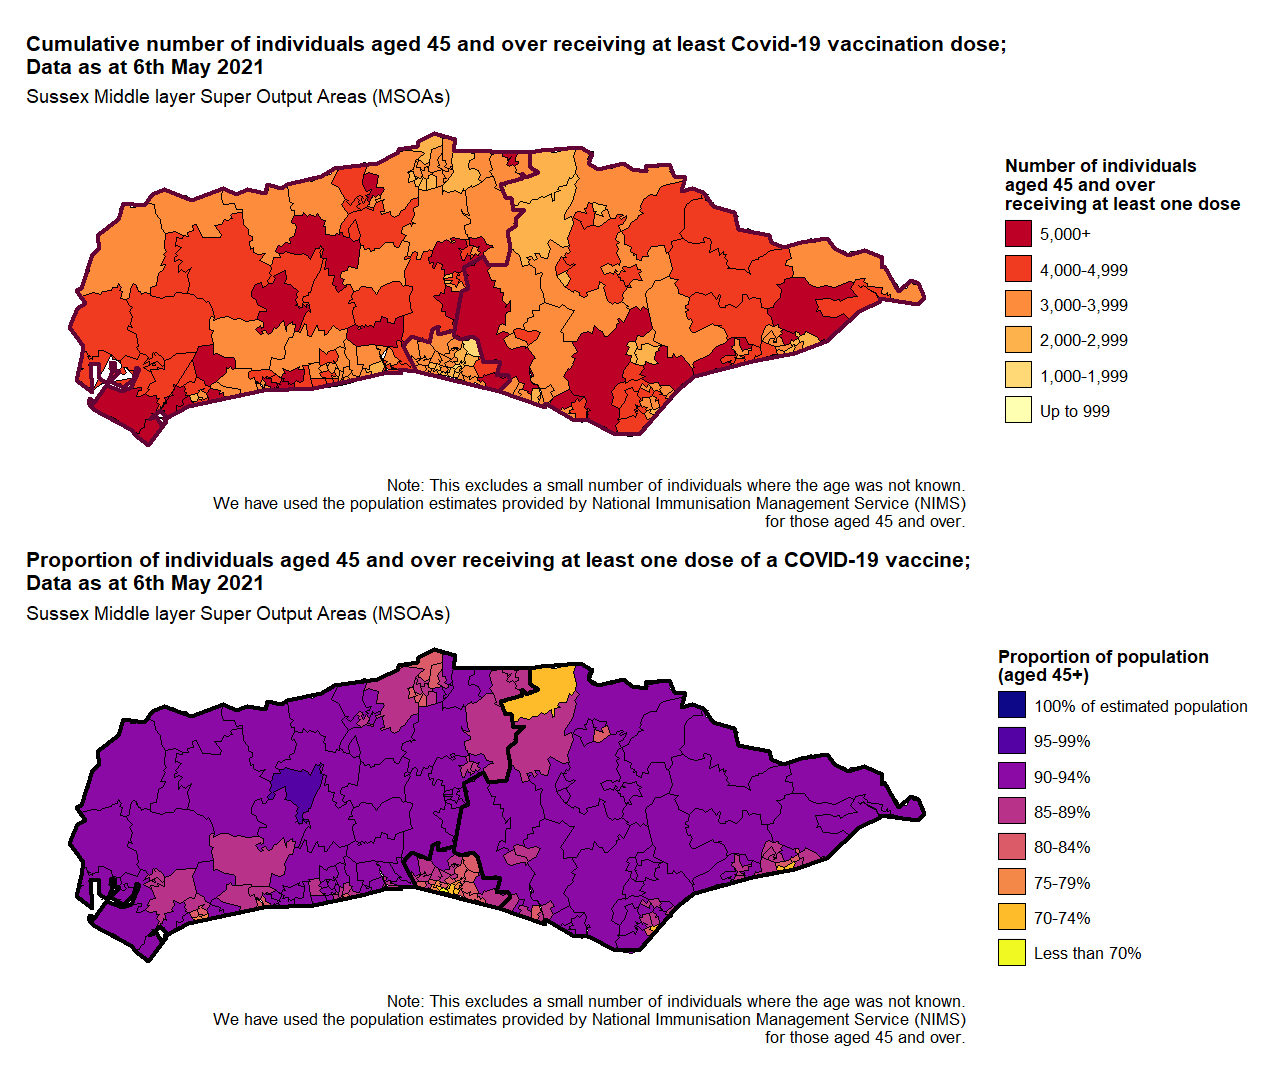 Cumulative number of individuals aged 45 and over receiving at least Covid-19 vaccination dose;
Data as at 6th May 2021
Sussex Middle layer Super Output Areas (MSOAs)
Number of individuals
aged 45 and over
receiving at least one dose
5,000+
4,000-4,999
3,000-3,999
2,000-2,999
1,000-1,999
Up to 999
Note: This excludes a small number of individuals where the age was not known.
We have used the population estimates provided by National Immunisation Management Service (NIMS)
for those aged 45 and over.
Proportion of individuals aged 45 and over receiving at least one dose of a COVID-19 vaccine;
Data as at 6th May 2021
Sussex Middle layer Super Output Areas (MSOAs)
Proportion of population
(aged 45+)
100% of estimated population
95-99%
90-94%
85-89%
80-84%
75-79%
70-74%
Less than 70%
Note: This excludes a small number of individuals where the age was not known.
We have used the population estimates provided by National Immunisation Management Service (NIMS)
for those aged 45 and over.